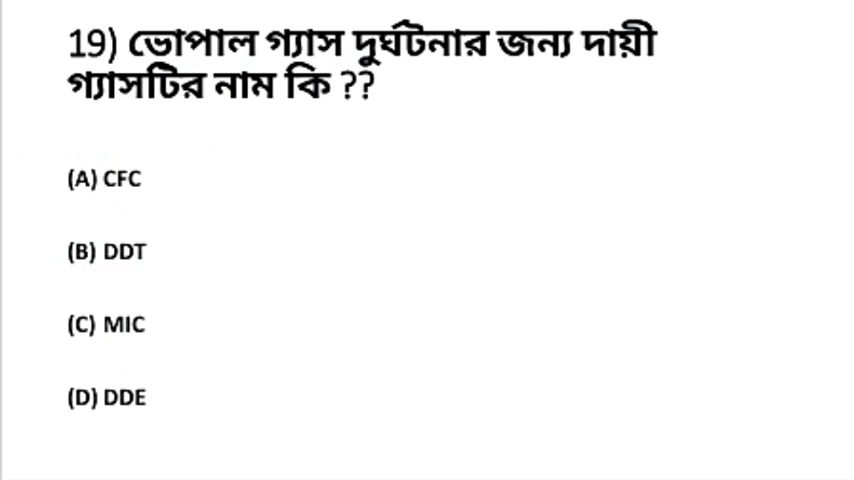 19) ভোপাল গ্যাস দুর্ঘটনার জন্য দায়ী
গ্যাসটির নাম কি ??
(A) CFC
(B) DDT
(C) MIC
(D) DDE